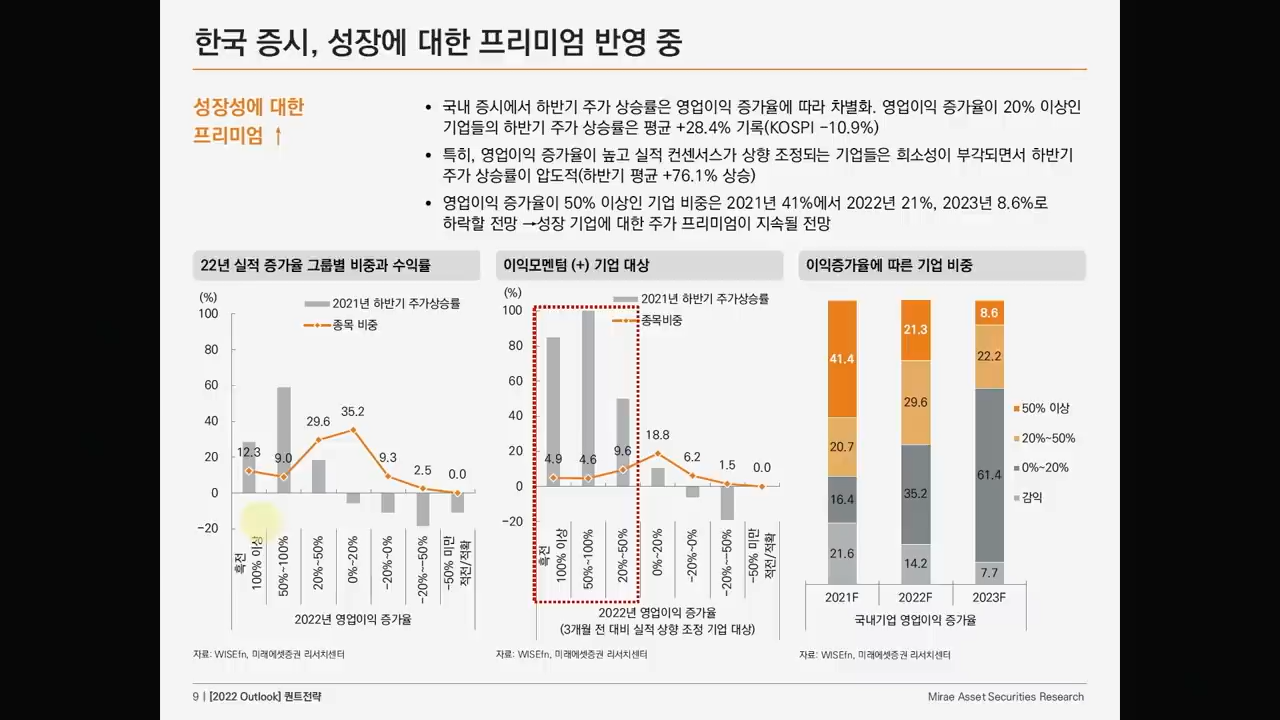 한국 증시, 성장에 대한 프리미엄 반영 중
성장성에 대한
프리미엄 ↑
• 국내 증시에서 하반기 주가 상승률은 영업이익 증가율에 따라 차별화. 영업이익 증가율이 20% 이상인
기업들의 하반기 주가 상승률은 평균 +28.4% 기록(KOSPI -10.9%)
• 특히, 영업이익 증가율이 높고 실적 컨센서스가 상향 조정되는 기업들은 희소성이 부각되면서 하반기
주가 상승률이 압도적(하반기 평균 +76.1% 상승)
• 영업이익 증가율이 50% 이상인 기업 비중은 2021년 41%에서 2022년 21%, 2023년 8.6%로
하락할 전망 →성장 기업에 대한 주가 프리미엄이 지속될 전망
22년 실적 증가율 그룹별 비중과 수익률
(%)
2021년 하반기 주가상승률
종목 비중
100
80
60
40
20
0
-20
12.3
9.0
29.6
35.2
9.3
2.5
0.0
흑전
100% 이상
50%~100%
20%~50%
0%~20%
-20%~0%
-20%~-50%
-50% 미만
적전/적확
2022년 영업이익 증가율
자료: WISEfn, 미래에셋증권 리서치센터
이익모멘텀 (+) 기업 대상
(%)
2021년 하반기 주가상승률
종목비중
100
80
60
40
20
0
-20
4.9
4.6
9.6
18.8
6.2
1.5
0.0
흑전
100% 이상
50%~100%
20%~50%
0%~20%
-20%~0%
-20%~-50%
-50% 미만
적전/적확
2022년 영업이익 증가율
(3개월 전 대비 실적 상향 조정 기업 대상)
자료: WISEfn, 미래에셋증권 리서치센터
이익증가율에 따른 기업 비중
41.4
20.7
16.4
21.6
21.3
29.6
35.2
14.2
8.6
22.2
61.4
7.7
50% 이상
20%~50%
0%~20%
감익
2021F
2022F
2023F
국내기업 영업이익 증가율
자료: WISEfn, 미래에셋증권 리서치센터
9 | [2022 Outlook] 퀀트전략
Mirae Asset Securities Research